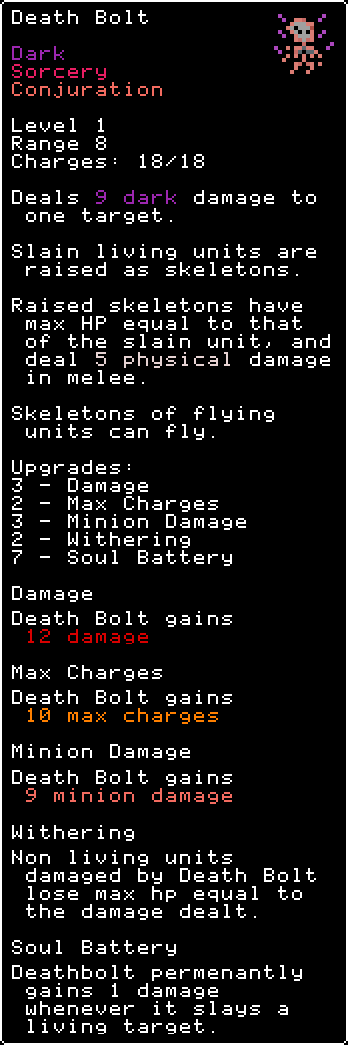 Death Bolt
Dark
Sorcery
Conjuration
Level 1
Range 8
Charges: 18/18
Deals 9 dark damage to
one target.
Slain living units are
raised as skeletons.
Raised skeletons have
max HP equal to that
of the slain unit, and
deal 5 physical damage
in melee.
Skeletons of flying
units can fly.
Upgrades:
3 - Damage
2 - Max Charges
3 - Minion Damage
2 - Withering
7 - Soul Battery
Damage
Death Bolt gains
12 damage
Max Charges
Death Bolt gains
10 max charges
Minion Damage
Death Bolt gains
9 minion damage
Withering
Non living units
damaged by Death Bolt
lose max hp equal to
the damage dealt.
Soul Battery
Deathbolt permenantly
gains 1 damage
whenever it slays a
living target.